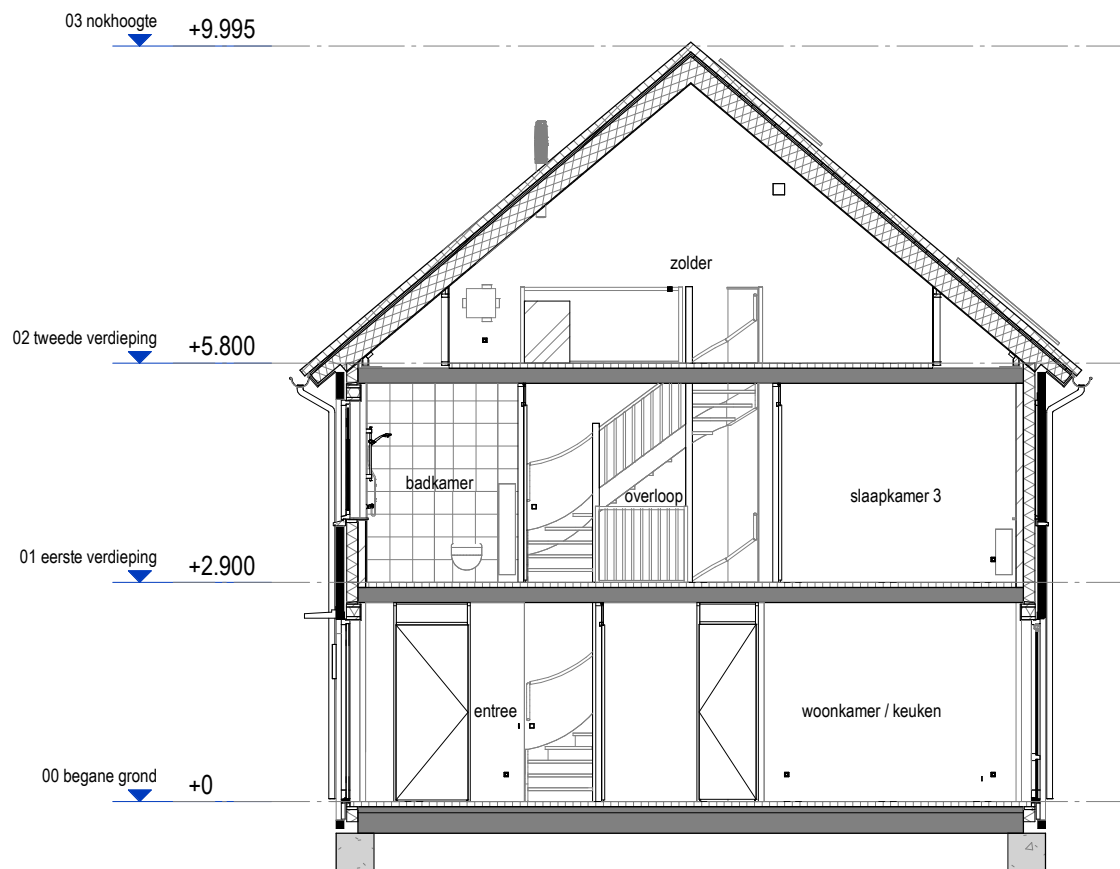 03 nokhoogte
+9.995
zolder
02 tweede verdieping
+5.800
badkamer
overloop
slaapkamer 3
01 eerste verdieping
+2.900
entree
woonkamer / keuken
00 begane grond
+0